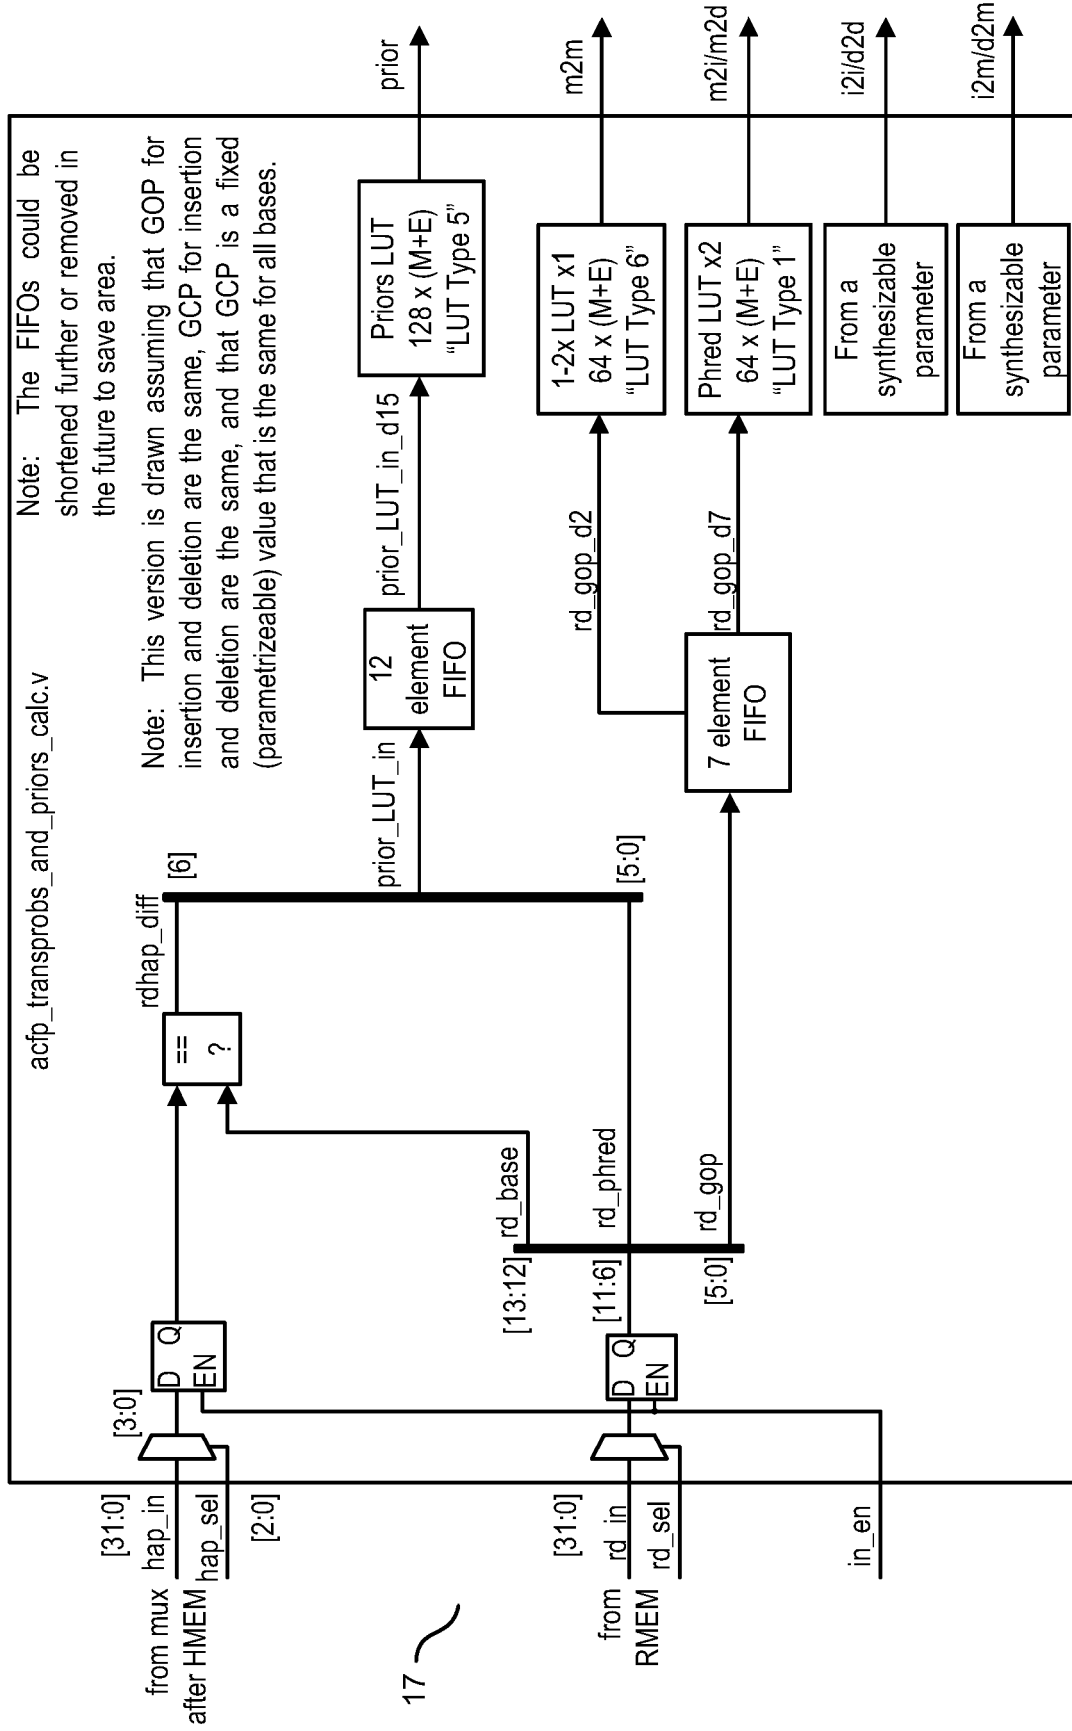 acfp_transprobs_and_priors_calc.v
Note: The FIFOs could be
shortened further or removed in
the future to save area.
Note: This version is drawn assuming that GOP for
insertion and deletion are the same, GCP for insertion
and deletion are the same, and that GCP is a fixed
(parametrizeable) value that is the same for all bases.
from mux
after HMEM
[31:0]
hap_in
hap_sel
[2:0]
[3:0]
D Q
EN
==
?
rdhap_diff
[6]
prior_LUT_in
[5:0]
12
element
FIFO
prior_LUT_in_d15
Priors LUT
128 x (M+E)
“LUT Type 5”
prior
17
from
RMEM
[31:0]
rd_in
rd_sel
D Q
EN
in_en
[13:12]
rd_base
[11:6]
rd_phred
[5:0]
rd_gop
7 element
FIFO
rd_gop_d2
rd_gop_d7
1-2x LUT x1
64 x (M+E)
“LUT Type 6”
m2m
Phred LUT x2
64 x (M+E)
“LUT Type 1”
m2i/m2d
From a
synthesizable
parameter
i2i/d2d
From a
synthesizable
parameter
i2m/d2m